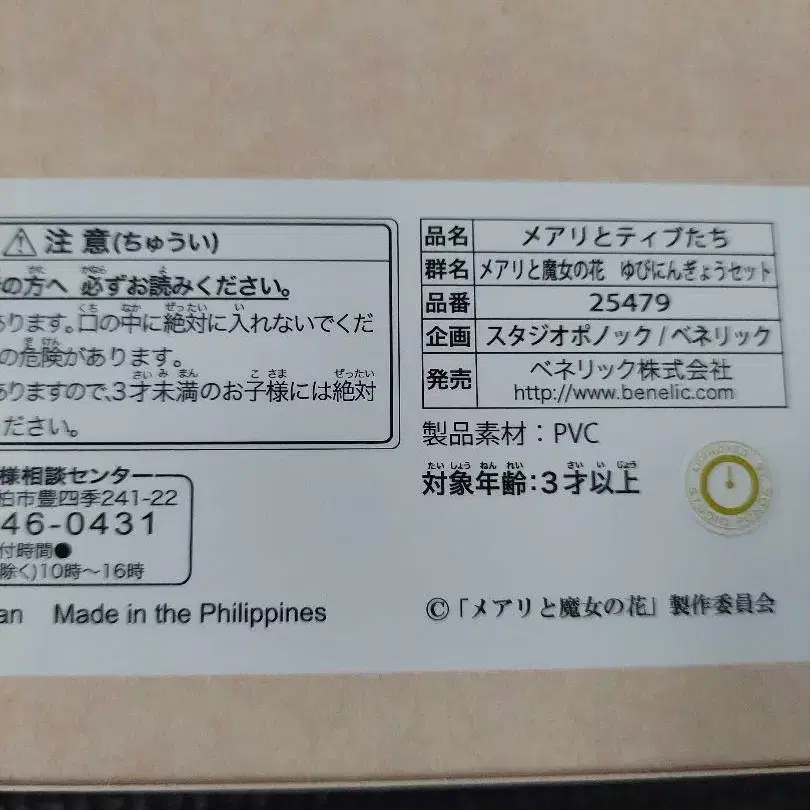 注意(ちゅうい)
の方へ 必ずお読みください。
あります。口の中に絶対に入れないでくだ
の危険があります。
ありますので、3才未満のお子様には絶対
ださい。
様相談センター
柏市豊四季241-22
46-0431
付時間●
除く)10時〜16時
an Made in the Philippines
品名 メアリとティブたち
群名 メアリと魔女の花 ゆびにんぎょうセット
品番 25479
企画 スタジオポノック/ベネリック
発売 ベネリック株式会社
http://www.benelic.com
製品素材:PVC
対象年齢:3才以上
©「メアリと魔女の花」製作委員会